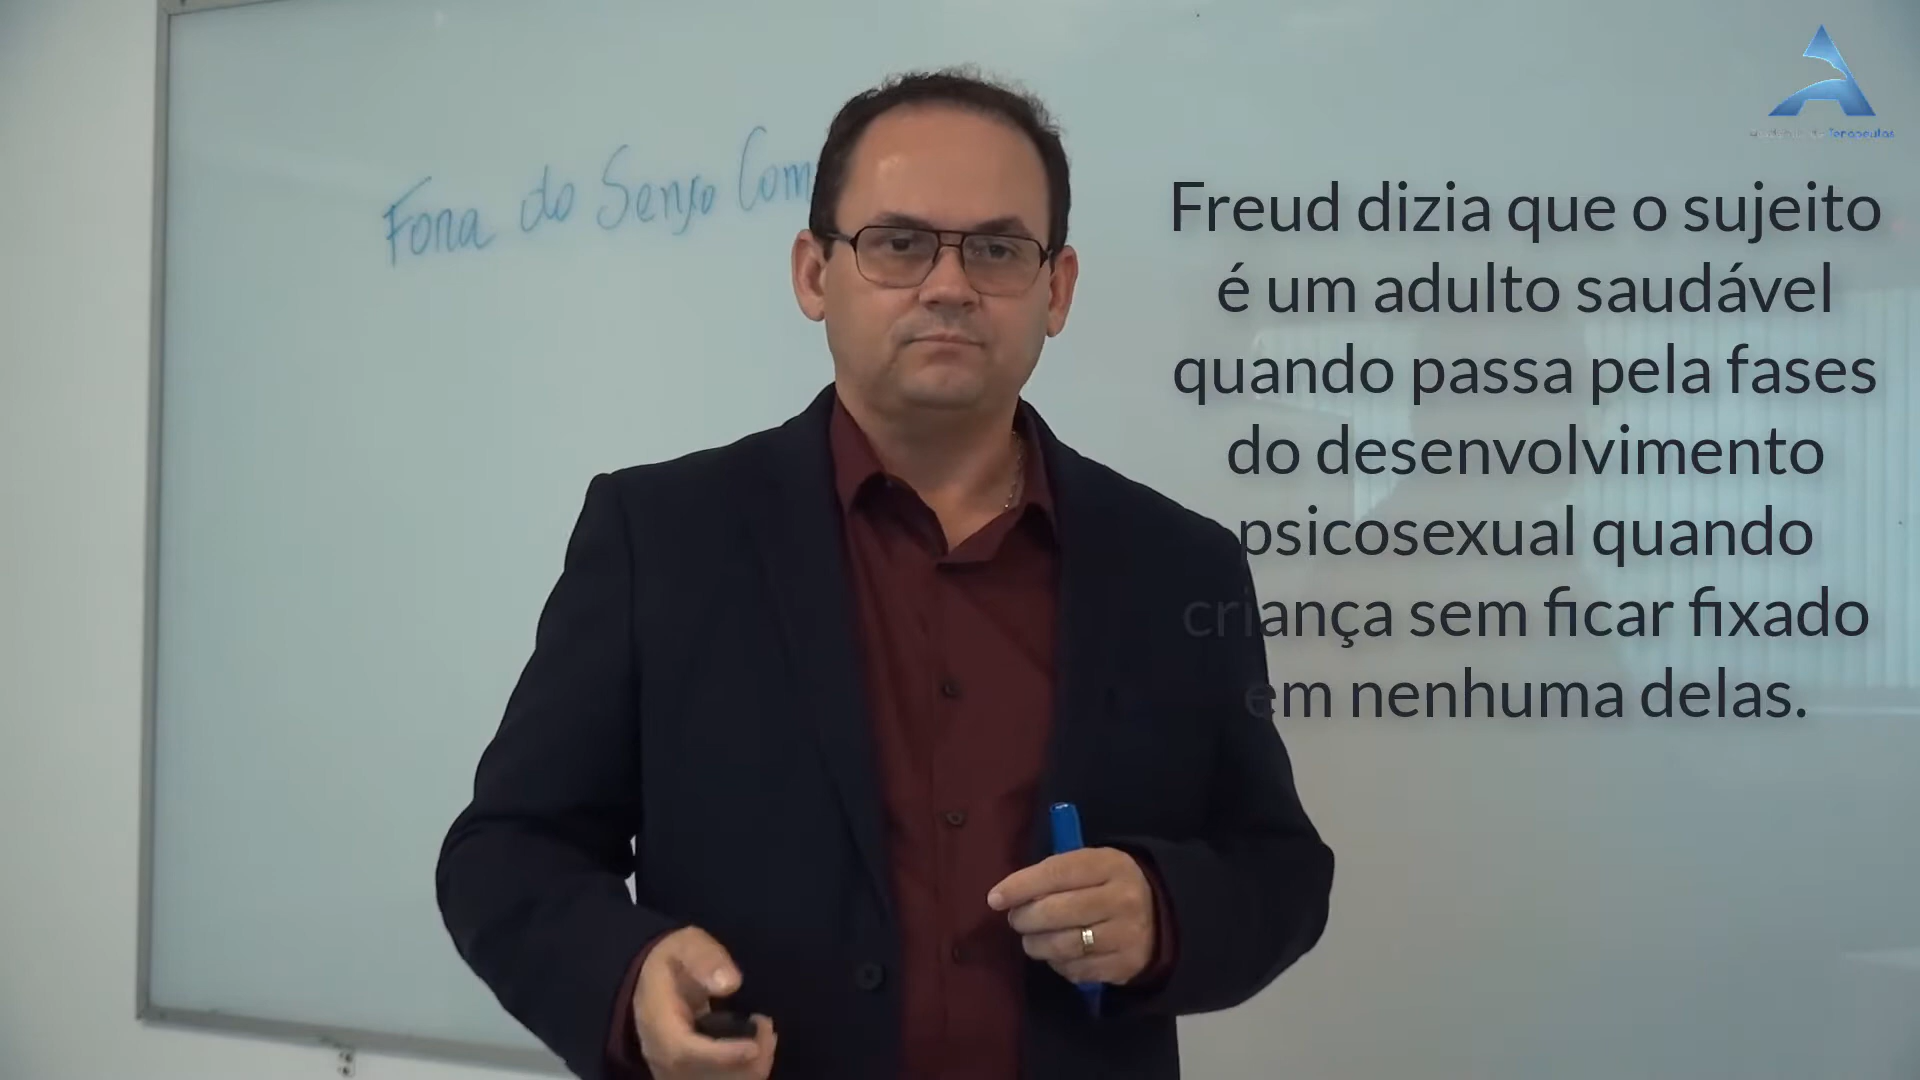 Fora do Senso Com
Terapeutas
Freud dizia que o sujeito
é um adulto saudável
quando passa pela fases
do desenvolvimento
psicosexual quando
criança sem ficar fixado
em nenhuma delas.